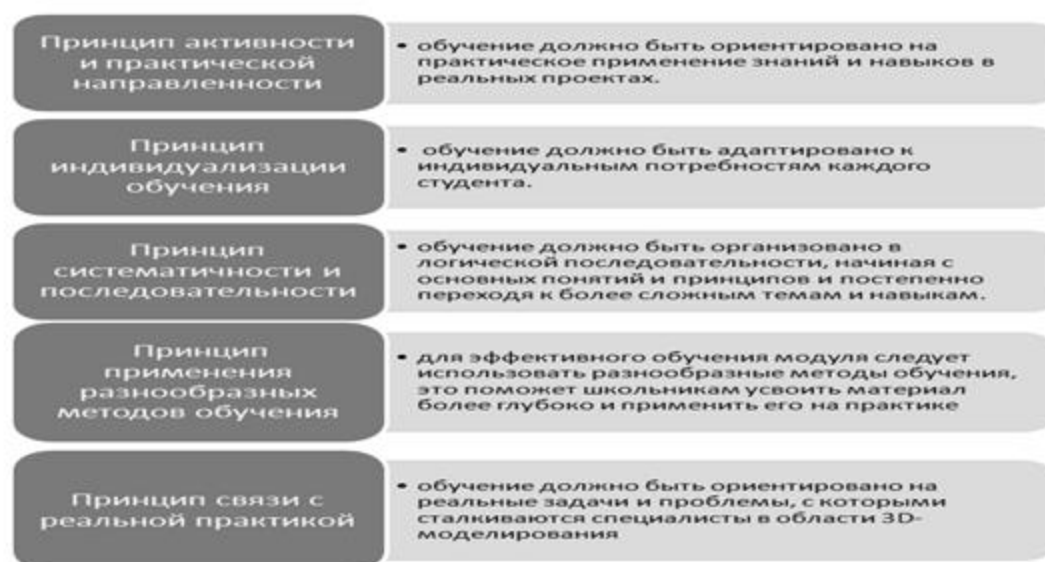 Принцип активности
и практической
направленности
• обучение должно быть ориентировано на
практическое применение знаний и навыков в
реальных проектах.
Принцип
индивидуализации
обучения
• обучение должно быть адаптировано к
индивидуальным потребностям каждого
студента.
Принцип
систематичности и
последовательности
• обучение должно быть организовано в
логической последовательности, начиная с
основных понятий и принципов и постепенно
переходя к более сложным темам и навыкам.
Принцип
применения
разнообразных
методов обучения
• для эффективного обучения модуля следует
использовать разнообразные методы обучения,
это поможет школьникам усвоить материал
более глубоко и применить его на практике
Принцип связи с
реальной практикой
• обучение должно быть ориентировано на
реальные задачи и проблемы, с которыми
сталкиваются специалисты в области 3D-
моделирования